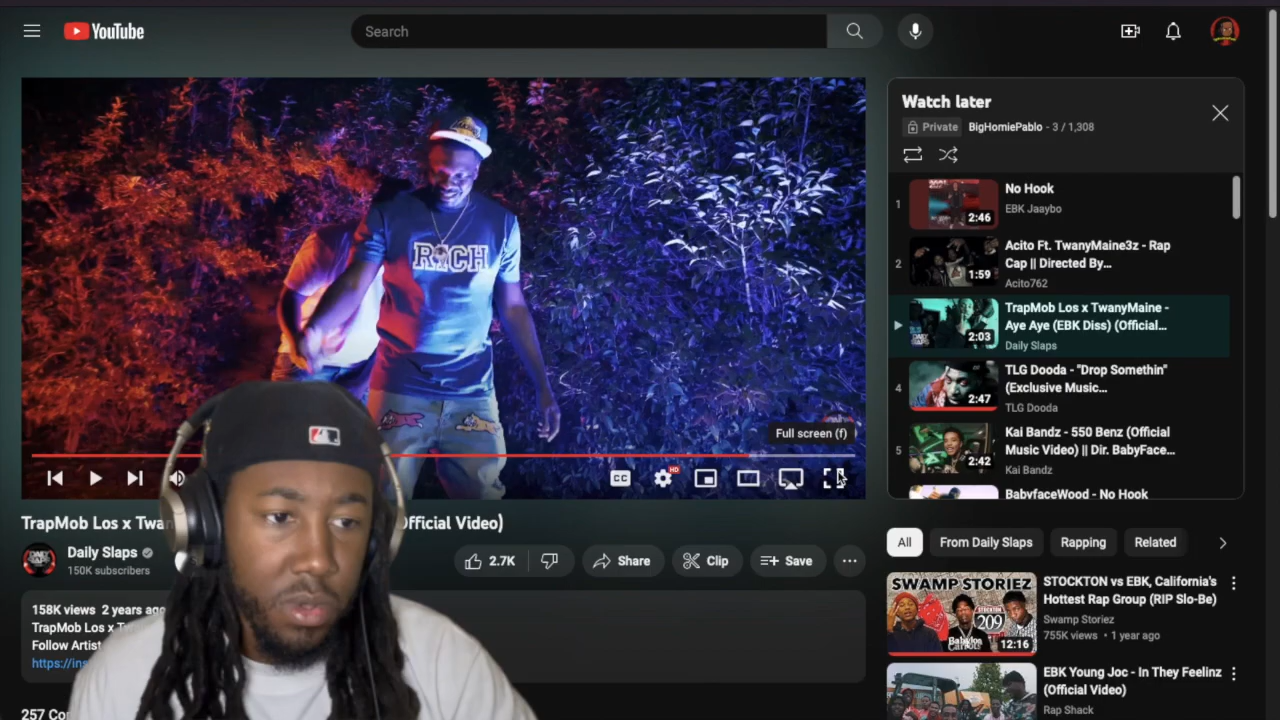 YouTube
Search
RICH
Full screen (f)
CC
HD
TrapMob Los x Twan
Official Video)
Daily Slaps
150K subscribers
2.7K
Share
Clip
Save
158K views 2 years ago
TrapMob Los x T
Follow Artist
https://ins
257 Co
Watch later
Private
BigHomiePablo - 3 / 1,308
1
2:46
No Hook
EBK Jaaybo
2
1:59
Acito Ft. TwanyMaine3z - Rap
Cap || Directed By...
Acito762
2:03
TrapMob Los x TwanyMaine -
Aye Aye (EBK Diss) (Official...
Daily Slaps
4
2:47
TLG Dooda - "Drop Somethin"
(Exclusive Music...
TLG Dooda
5
2:42
Kai Bandz - 550 Benz (Official
Music Video) || Dir. BabyFace...
Kai Bandz
BabyfaceWood - No Hook
All
From Daily Slaps
Rapping
Related
SWAMP STORIEZ
STOCKTON
209
12:16
STOCKTON vs EBK, California's
Hottest Rap Group (RIP Slo-Be)
Swamp Storiez
755K views • 1 year ago
EBK Young Joc - In They Feelinz
(Official Video)
Rap Shack